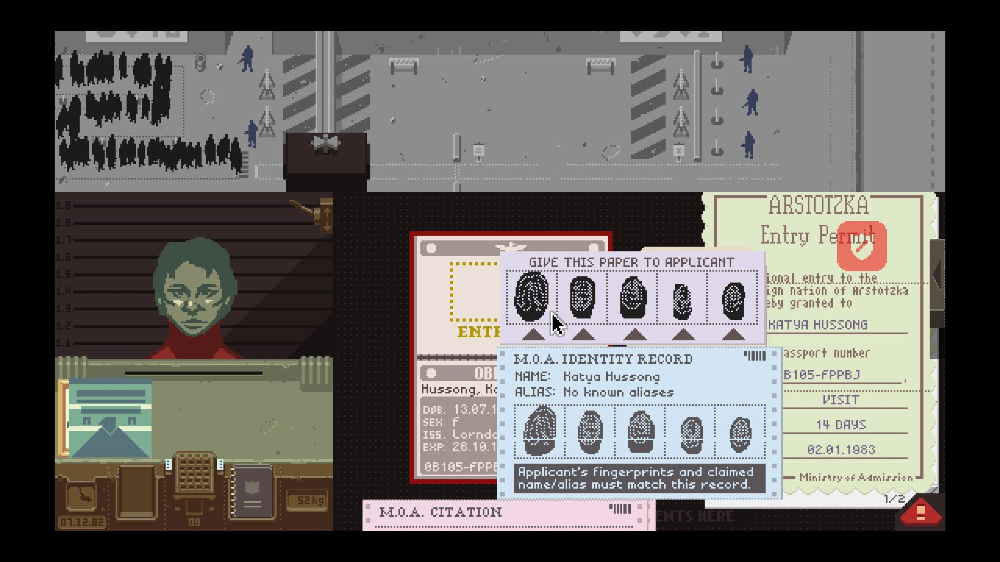 1.9
1.8
1.7
1.6
1.5
1.4
1.3
1.2
1.1
07.12.82
09
52kg
ENTR
Hussong, Ka
DOB. 13.07.1
SEX F
ISS. Lornda
EXP. 28.10.1
0B105-FPPB
GIVE THIS PAPER TO APPLICANT
M.O.A. IDENTITY RECORD
NAME: Katya Hussong
ALIAS: No known aliases
Applicant's fingerprints and claimed
name/alias must match this record.
M.O.A. CITATION
ENTS HERE
ARSTOTZKA
Entry Permit
ional entry to the
ign nation of Arstotzka
eby granted to
KATYA HUSSONG
assport number
B105-FPPBJ
VISIT
14 DAYS
02.01.1983
Ministry of Admission
1/2